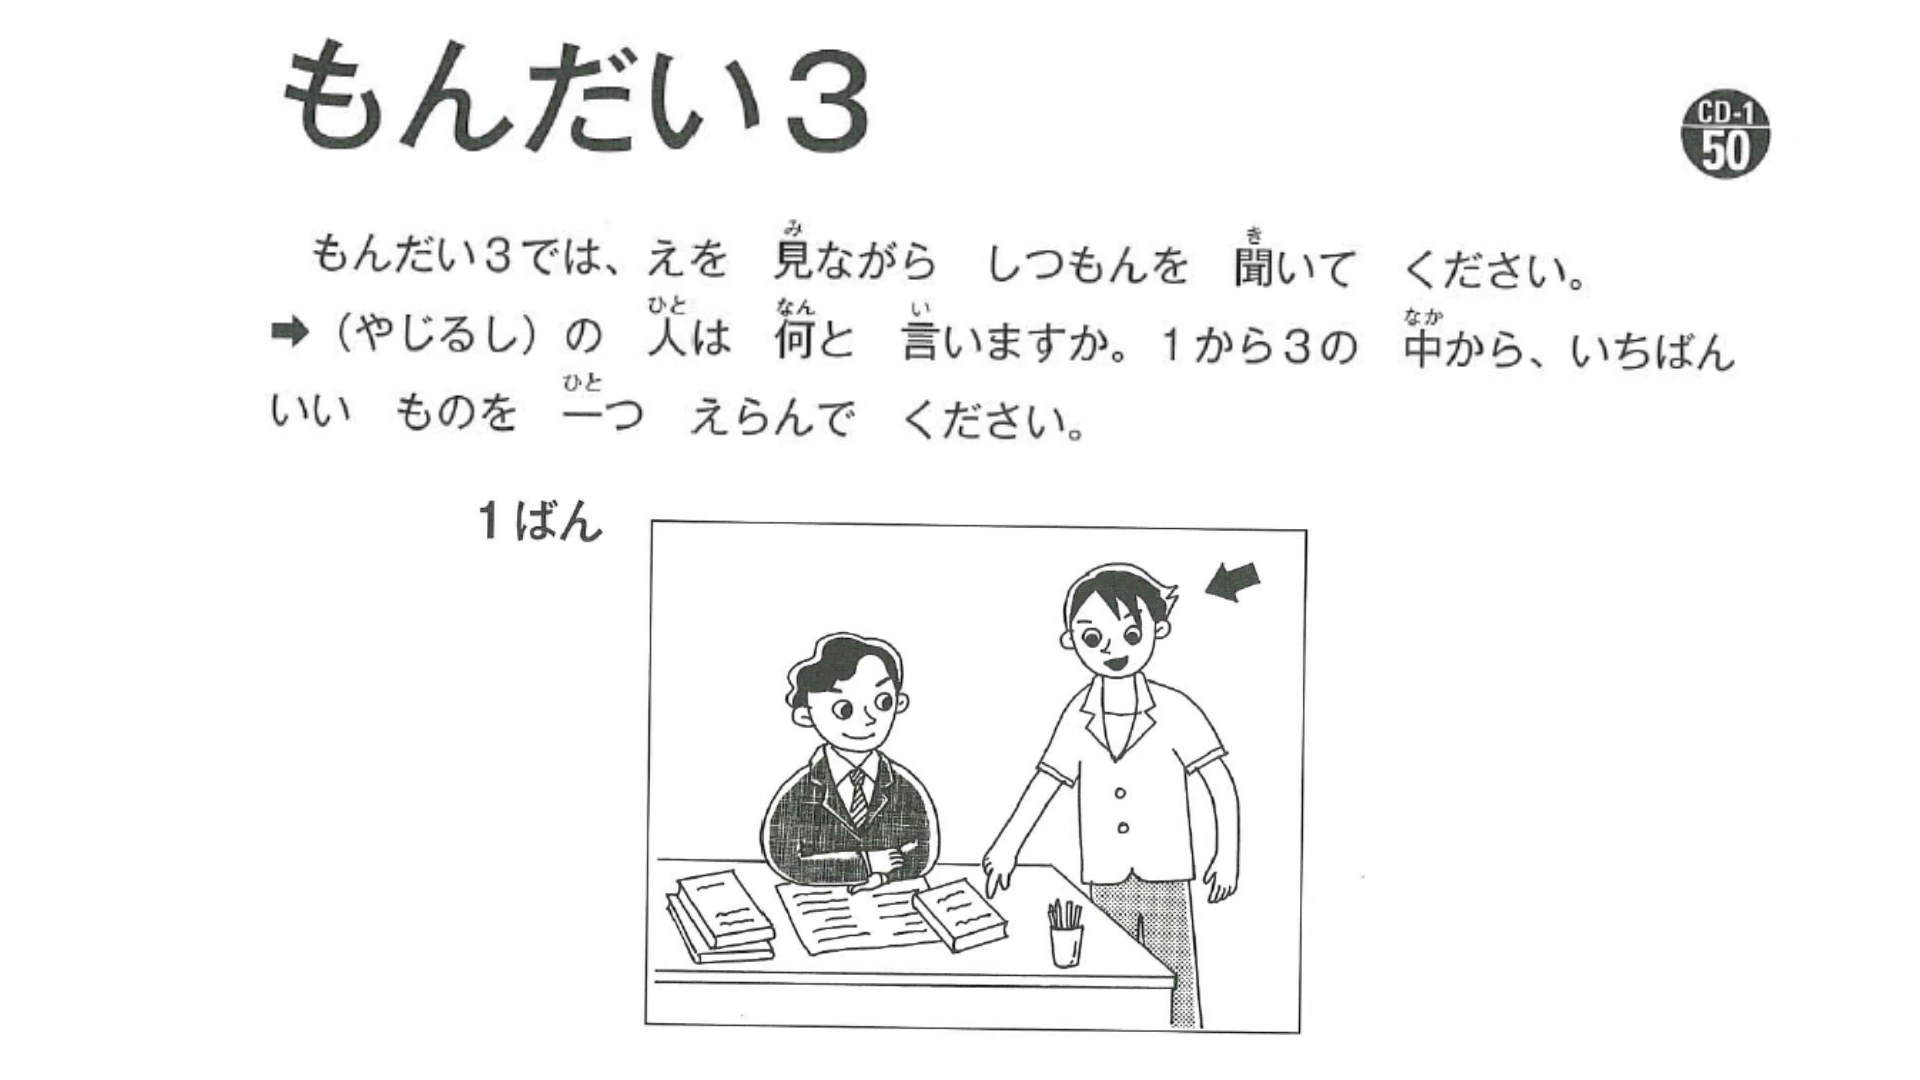 もんだい3
CD-1
50
もんだい3では、えを 見ながら しつもんを 聞いて ください。
➡(やじるし)の 人は 何と 言いますか。1から3の 中から、いちばん
いい ものを 一つ えらんで ください。
1ばん